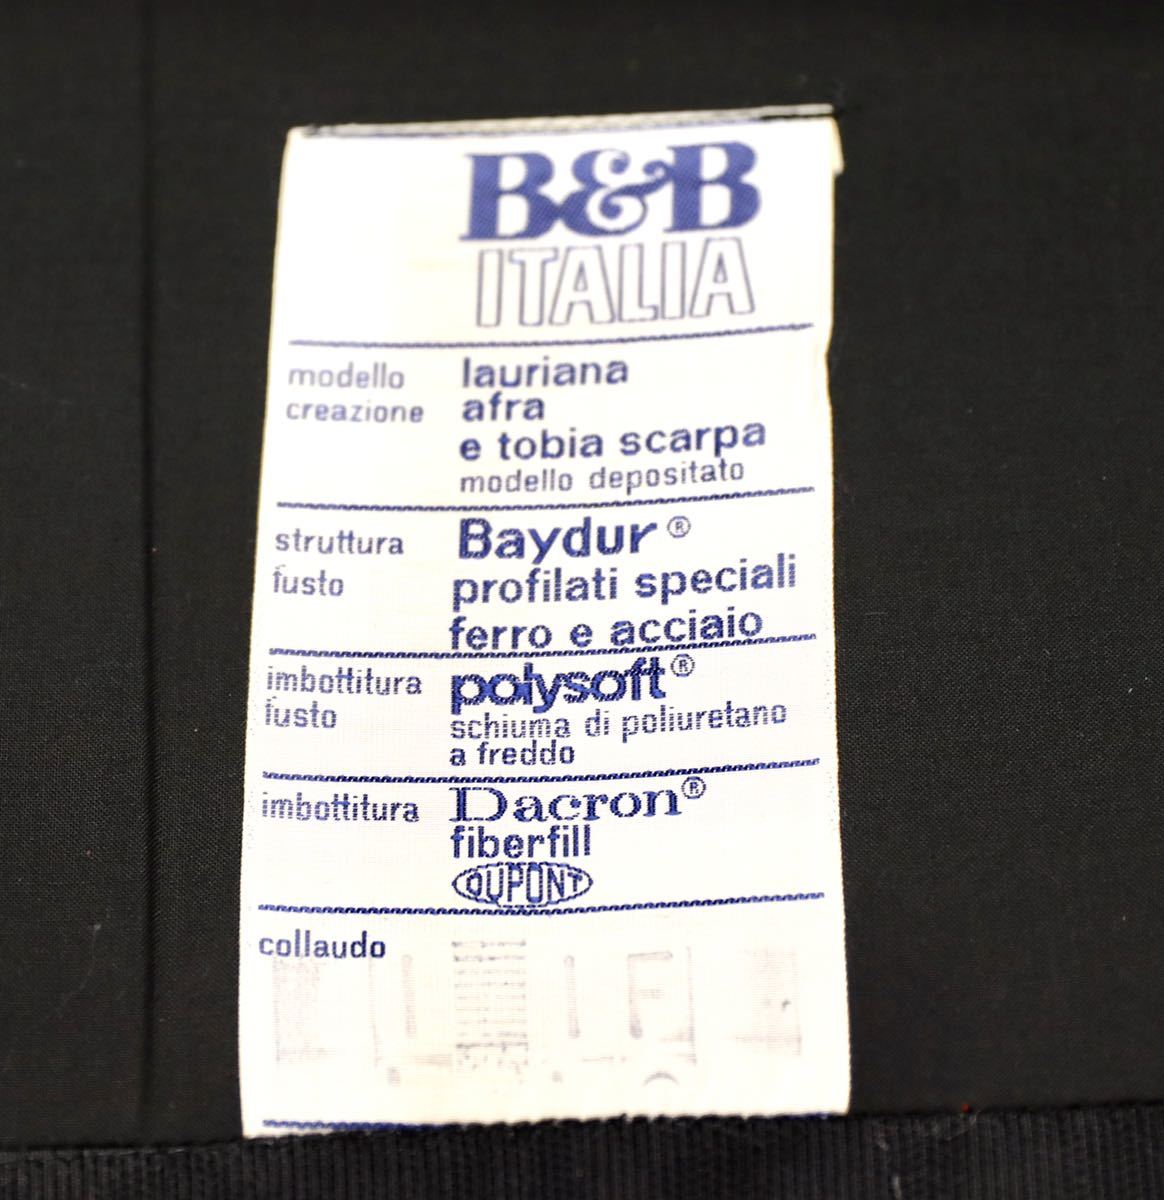 B&B
ITALIA
modello lauriana
creazione afra
e tobia scarpa
modello depositato
struttura Baydur®
fusto profilati speciali
ferro e acciaio
imbottitura polysoft®
fusto schiuma di poliuretano
a freddo
imbottitura Dacron®
fiberfill
DUPONT
collaudo